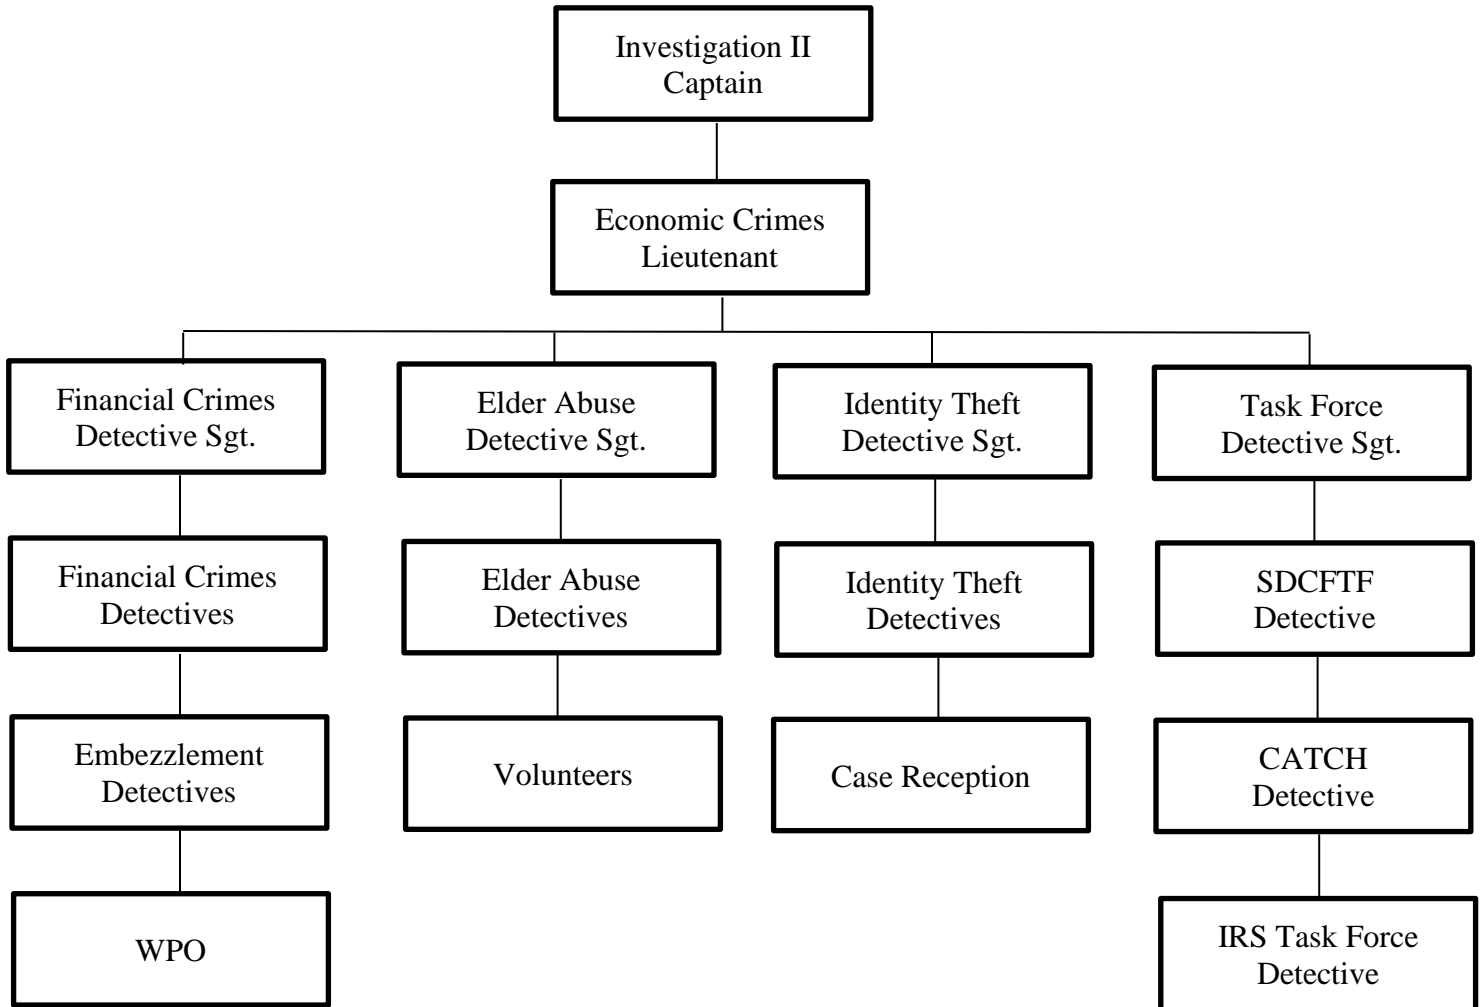 Investigation II
Captain
Economic Crimes
Lieutenant
Financial Crimes
Detective Sgt.
Elder Abuse
Detective Sgt.
Identity Theft
Detective Sgt.
Task Force
Detective Sgt.
Financial Crimes
Detectives
Elder Abuse
Detectives
Identity Theft
Detectives
SDCFTF
Detective
Embezzlement
Detectives
Volunteers
Case Reception
CATCH
Detective
WPO
IRS Task Force
Detective